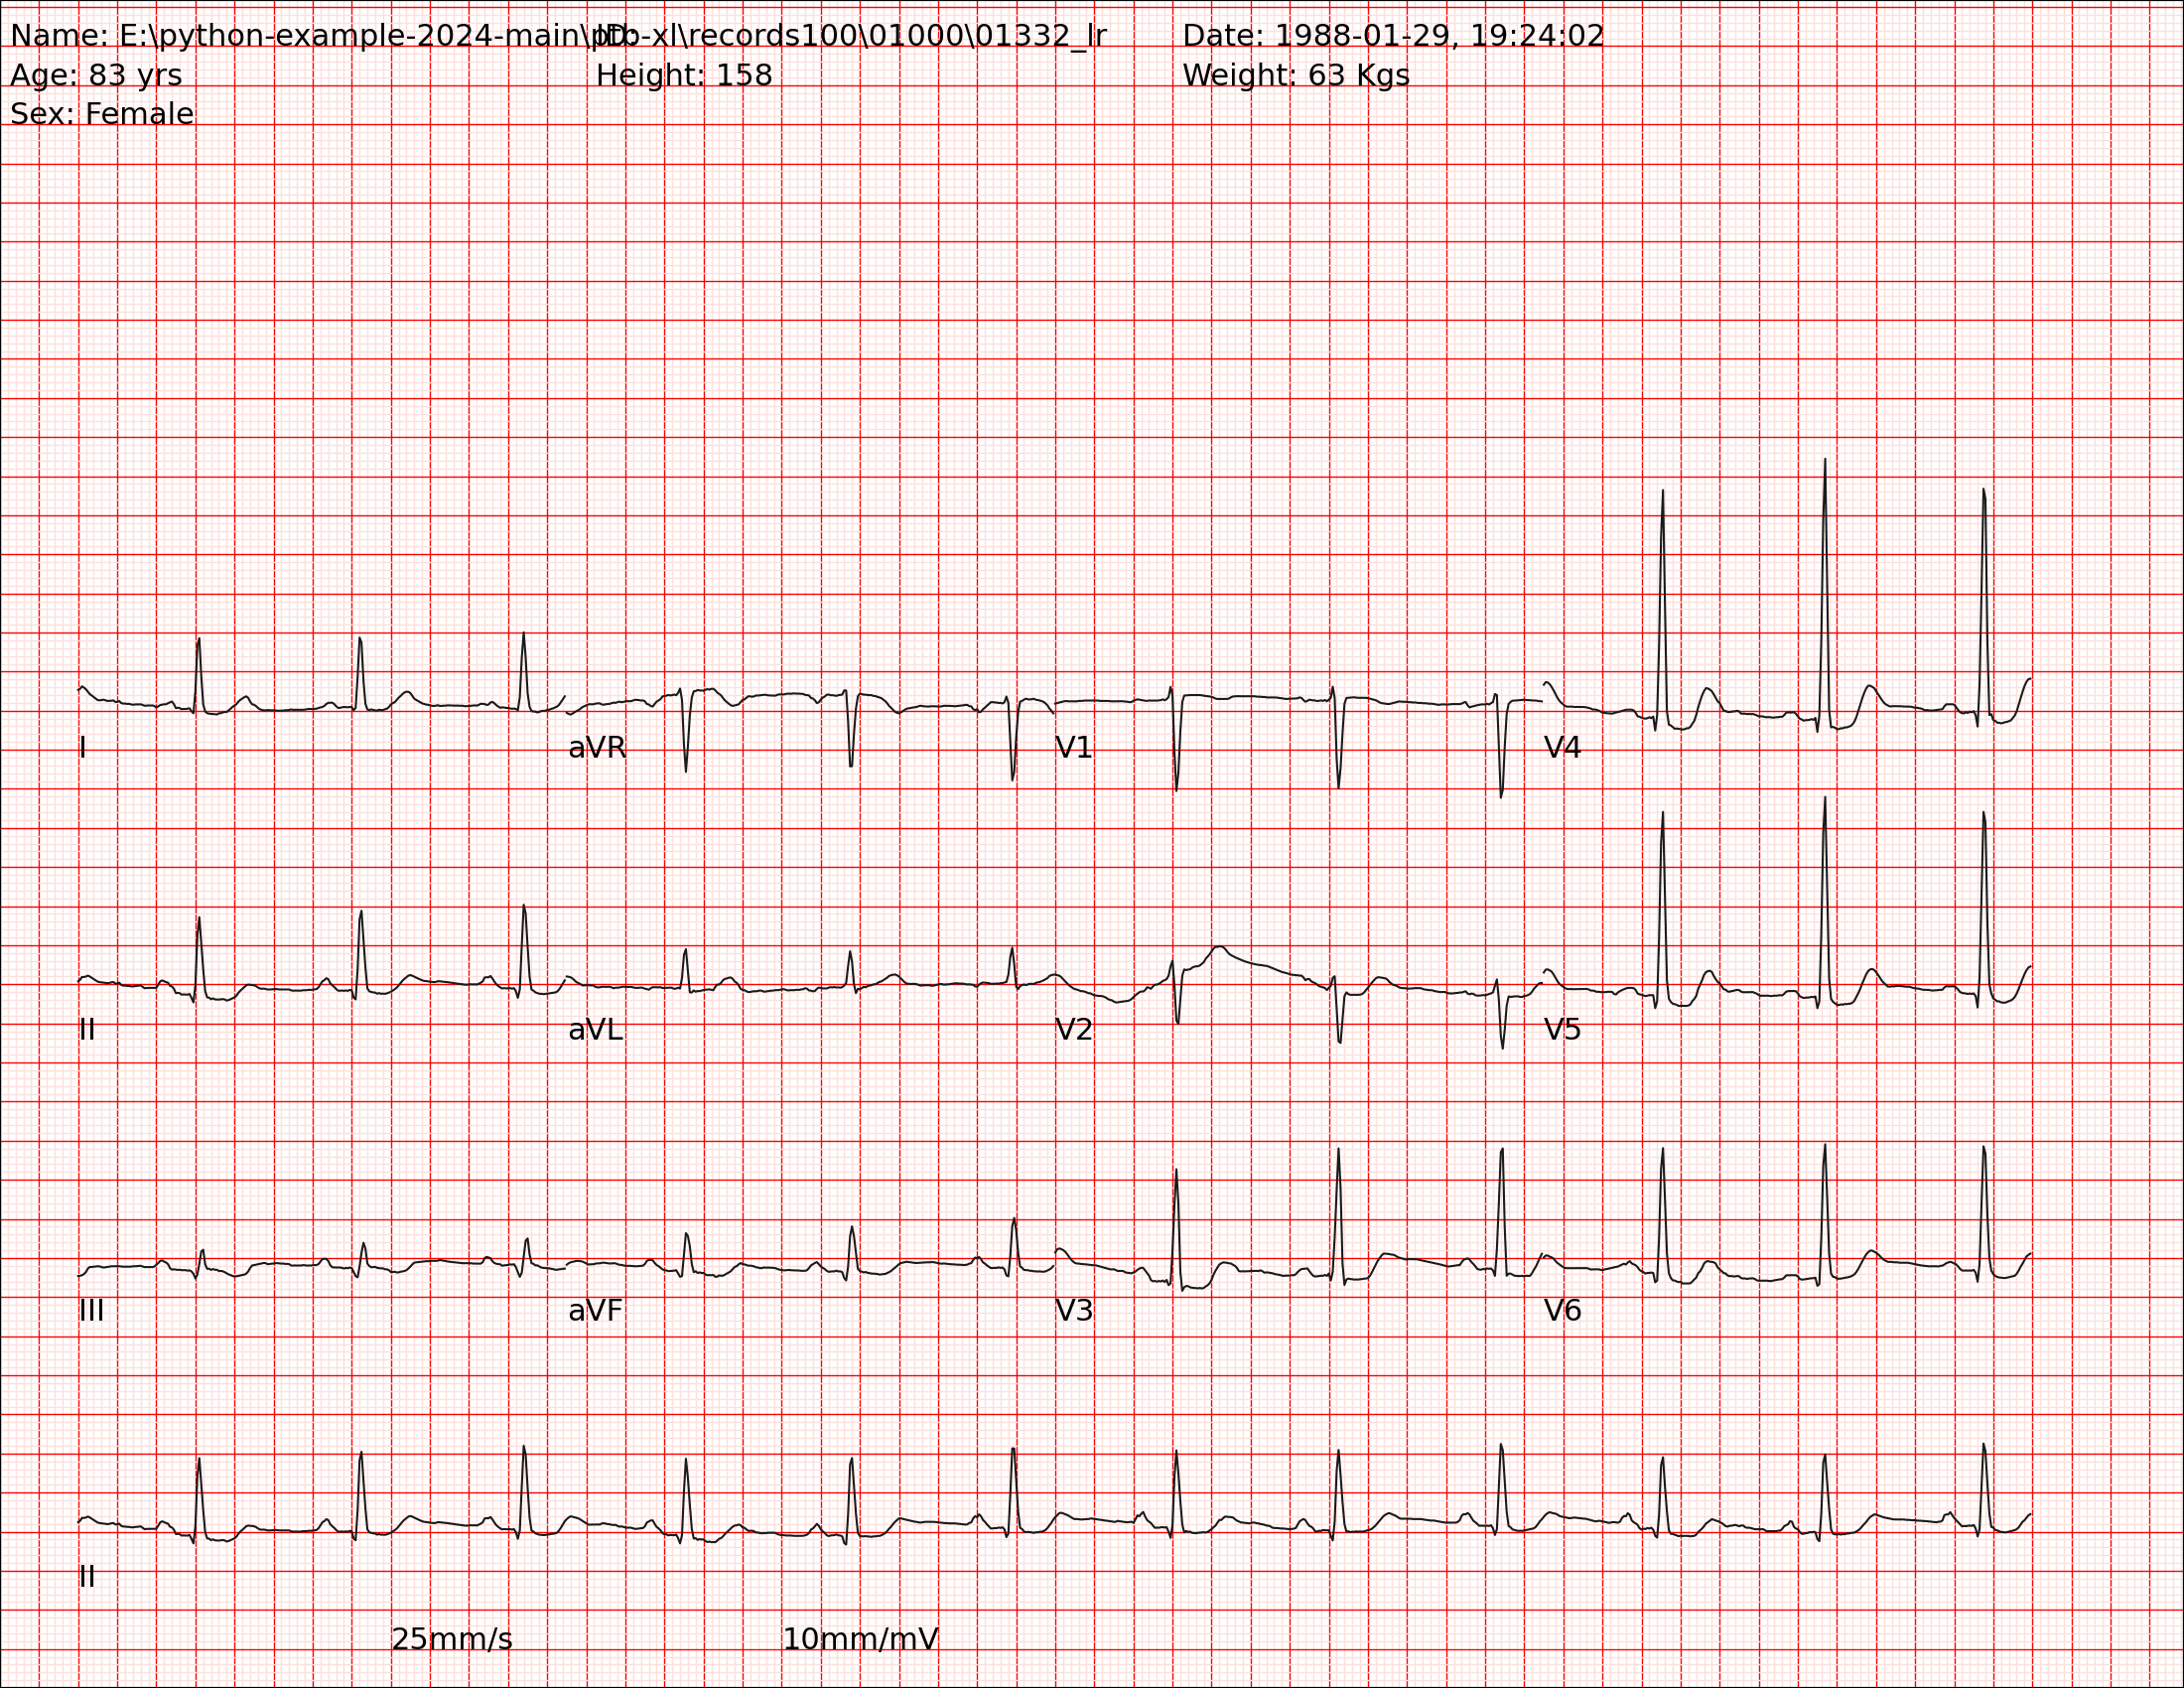 Name: E:\python-example-2024-main\ptb-xl\records100\01000\01332_lr ID: Date: 1988-01-29, 19:24:02
Age: 83 yrs Height: 158 Weight: 63 Kgs
Sex: Female
I aVR V1 V4
II aVL V2 V5
III aVF V3 V6
II
25mm/s 10mm/mV